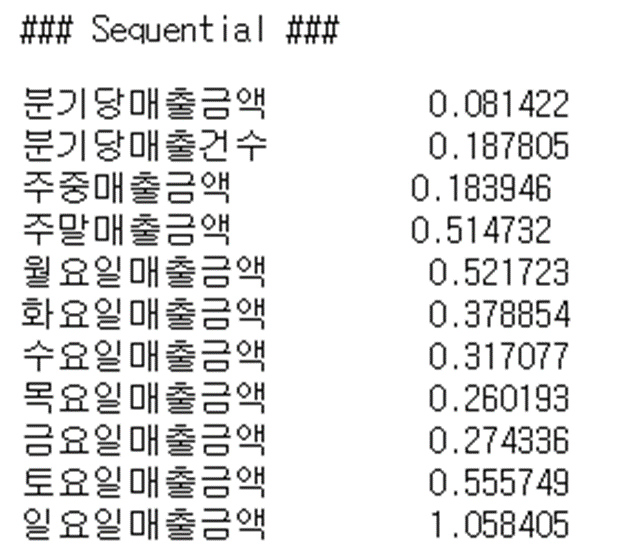 ### Sequential ###
분기당매출금액 0.081422
분기당매출건수 0.187805
주중매출금액 0.183946
주말매출금액 0.514732
월요일매출금액 0.521723
화요일매출금액 0.378854
수요일매출금액 0.317077
목요일매출금액 0.260193
금요일매출금액 0.274336
토요일매출금액 0.555749
일요일매출금액 1.058405